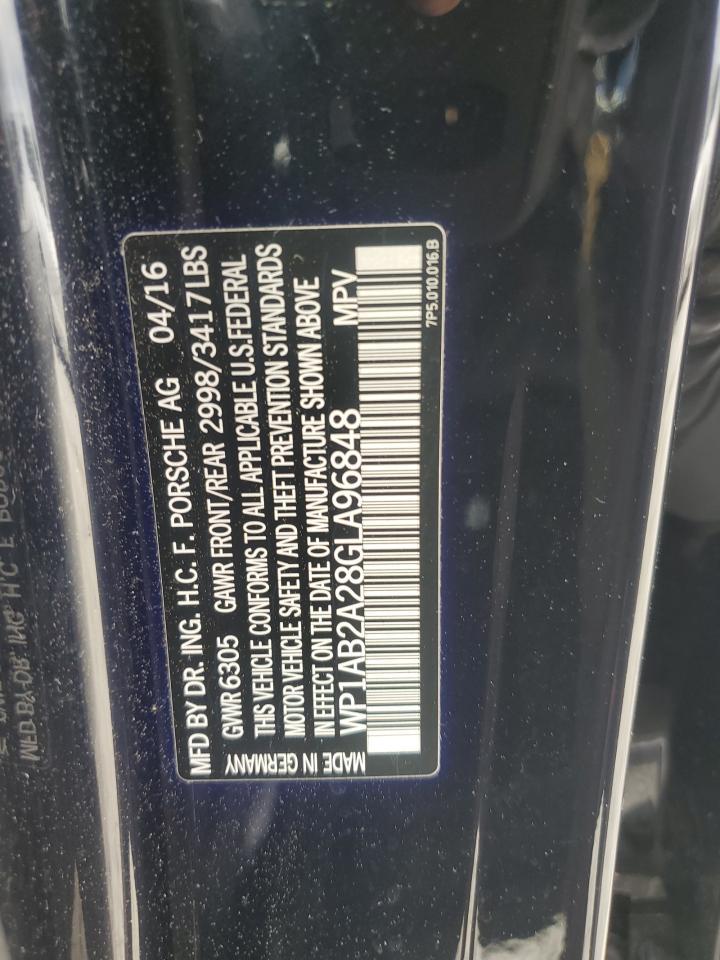 MFD BY DR. ING. H.C. F. PORSCHE AG 04/16
GVWR 6305 GAWR FRONT/REAR 2998/3417 LBS
THIS VEHICLE CONFORMS TO ALL APPLICABLE U.S. FEDERAL
MOTOR VEHICLE SAFETY AND THEFT PREVENTION STANDARDS
IN EFFECT ON THE DATE OF MANUFACTURE SHOWN ABOVE
WP1AB2A28GLA96848 MPV
MADE IN GERMANY
7P5.010.016.B